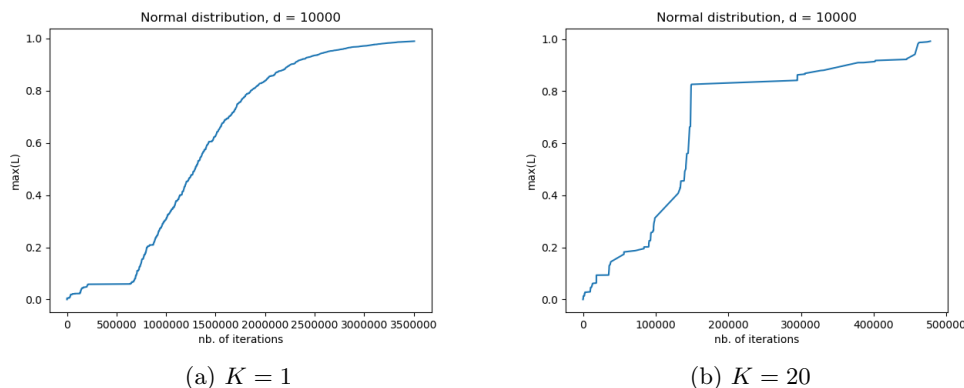 Normal distribution, d = 10000
max(L)
1.0
0.8
0.6
0.4
0.2
0.0
0 500000 1000000 1500000 2000000 2500000 3000000 3500000
nb. of iterations
(a) K = 1
Normal distribution, d = 10000
max(L)
1.0
0.8
0.6
0.4
0.2
0.0
0 100000 200000 300000 400000 500000
nb. of iterations
(b) K = 20